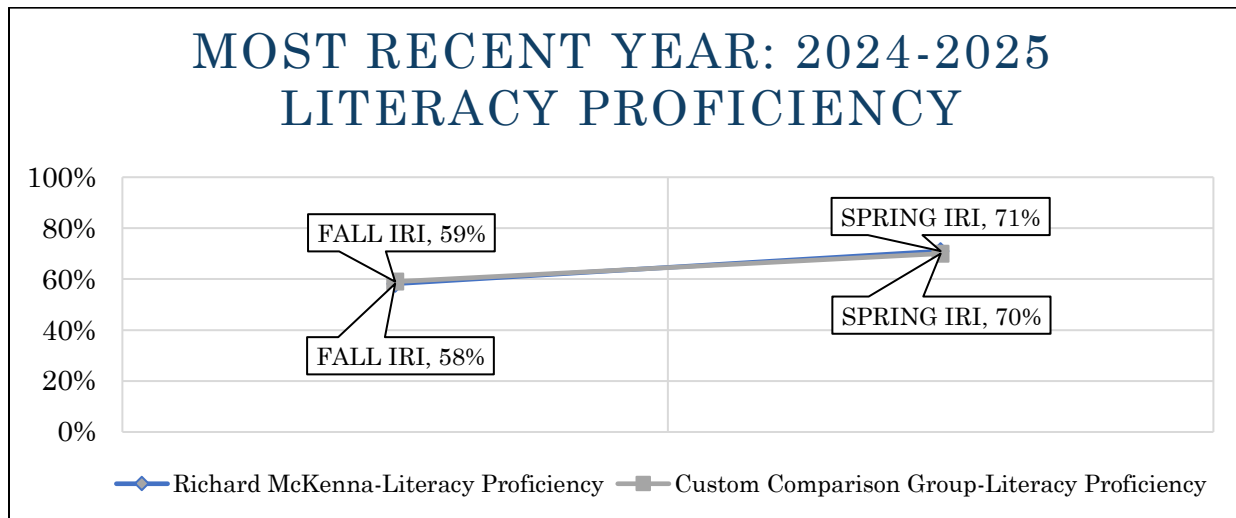 MOST RECENT YEAR: 2024-2025
LITERACY PROFICIENCY
100%
80%
60%
40%
20%
0%
FALL IRI, 59%
FALL IRI, 58%
SPRING IRI, 71%
SPRING IRI, 70%
Richard McKenna-Literacy Proficiency
Custom Comparison Group-Literacy Proficiency